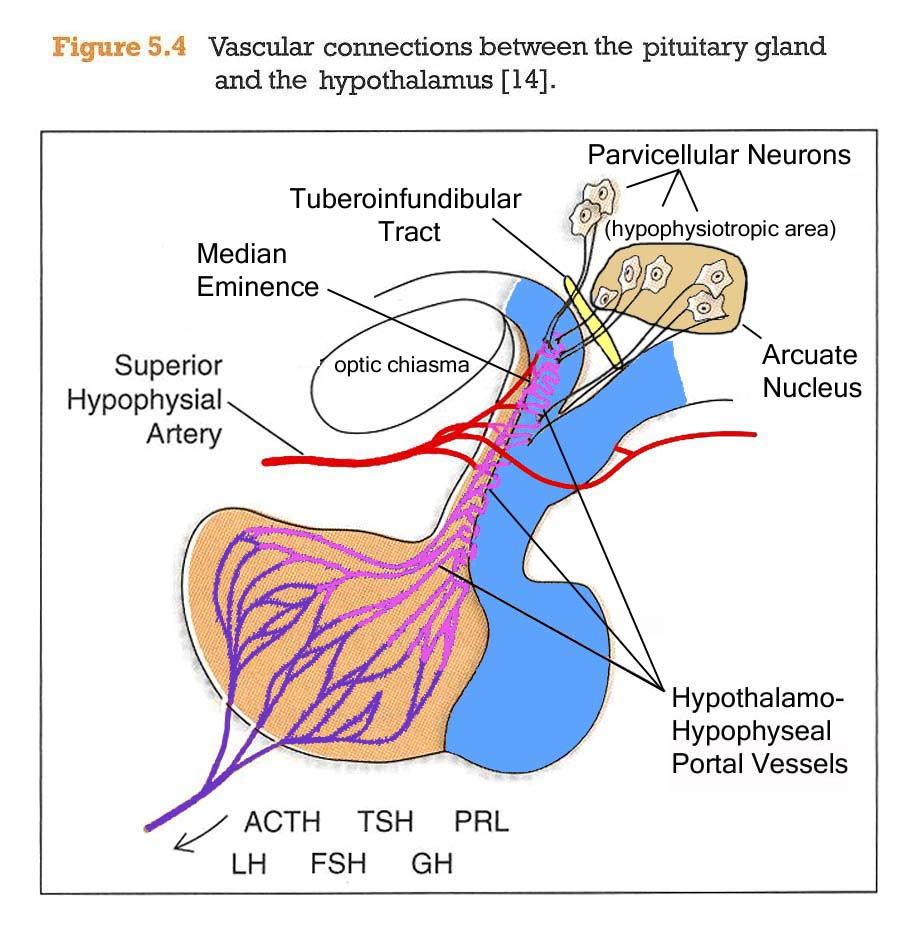 Figure 5.4 Vascular connections between the pituitary gland
and the hypothalamus [14].
Parvicellular Neurons
(hypophysiotropic area)
Tuberoinfundibular
Tract
Median
Eminence
optic chiasma
Arcuate
Nucleus
Superior
Hypophysial
Artery
Hypothalamo-
Hypophyseal
Portal Vessels
ACTH TSH PRL
LH FSH GH